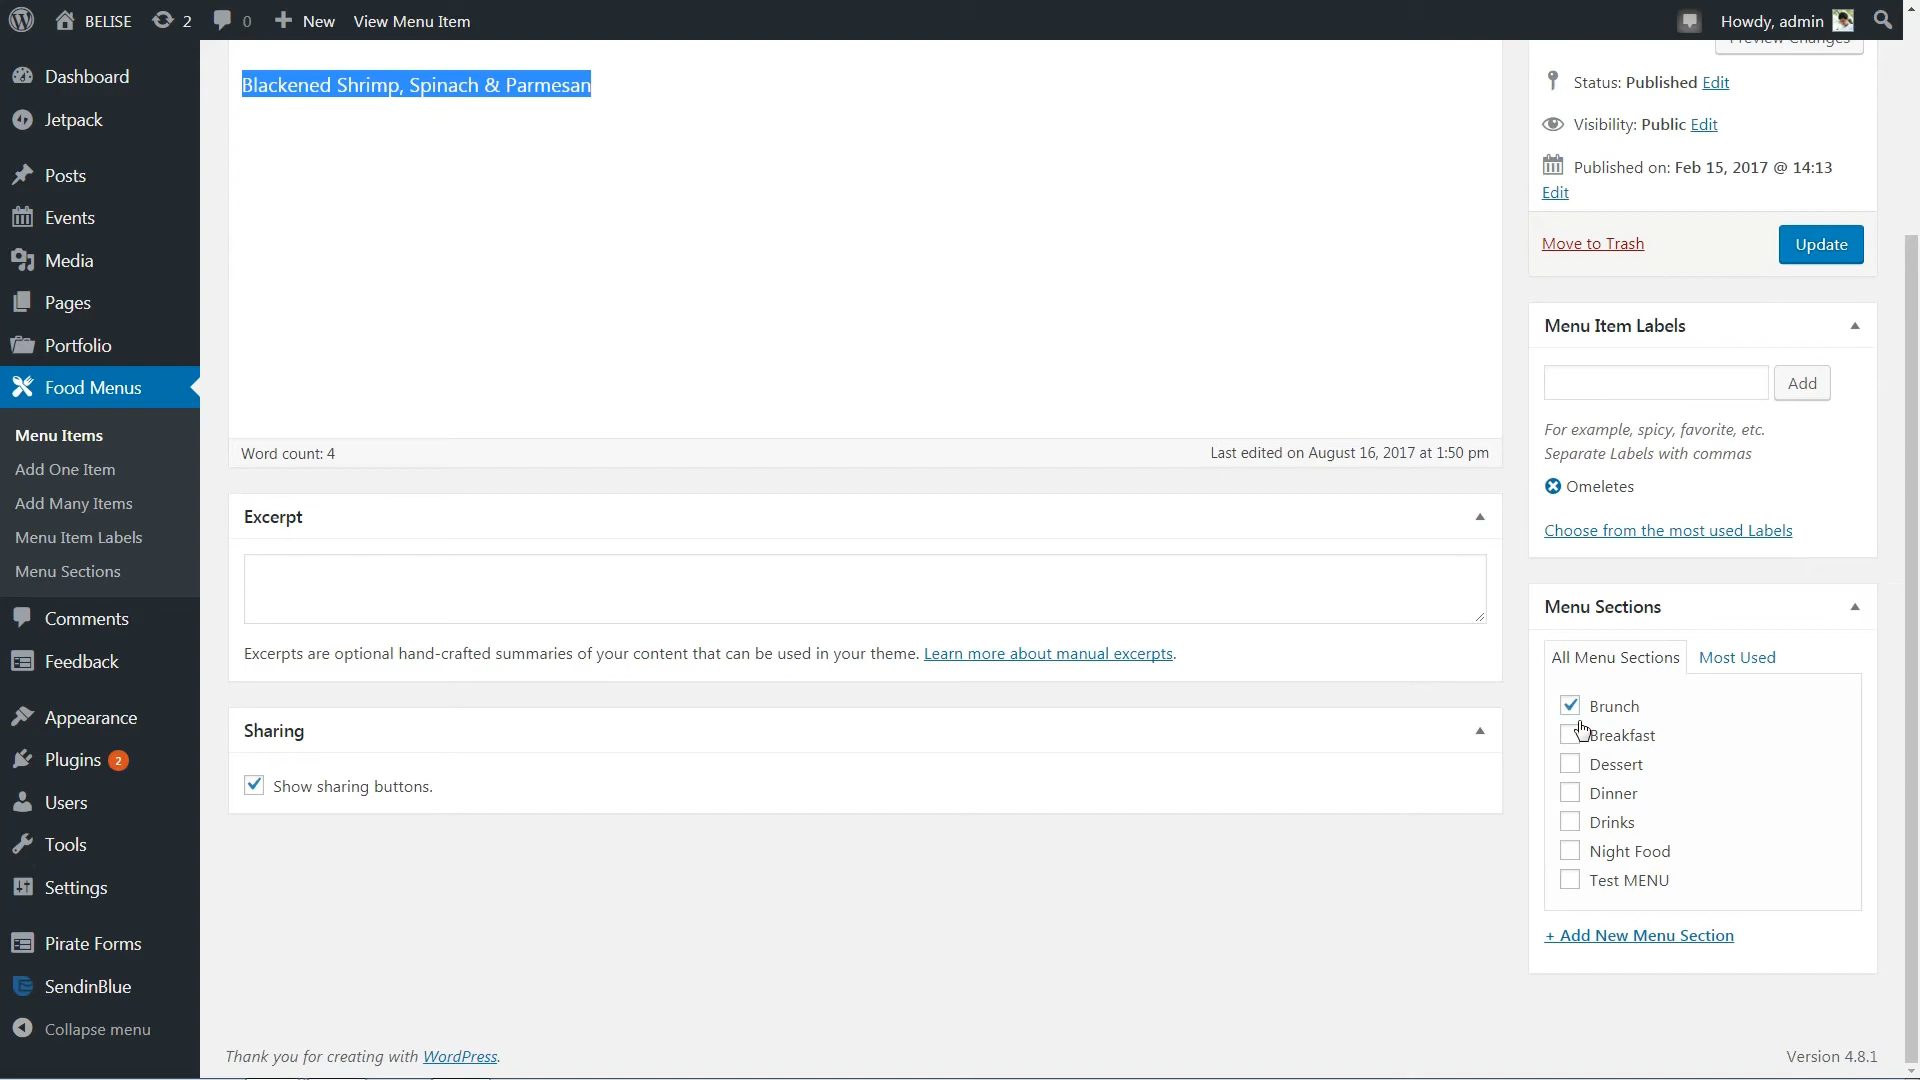 BELISE 2 0 New View Menu Item Howdy, admin
Dashboard
Jetpack
Posts
Events
Media
Pages
Portfolio
Food Menus
Menu Items
Add One Item
Add Many Items
Menu Item Labels
Menu Sections
Comments
Feedback
Appearance
Plugins 2
Users
Tools
Settings
Pirate Forms
SendinBlue
Collapse menu
Blackened Shrimp, Spinach & Parmesan
Word count: 4
Last edited on August 16, 2017 at 1:50 pm
Excerpt
Excerpts are optional hand-crafted summaries of your content that can be used in your theme. Learn more about manual excerpts.
Sharing
Show sharing buttons.
Preview Changes
Status: Published Edit
Visibility: Public Edit
Published on: Feb 15, 2017 @ 14:13
Edit
Move to Trash
Update
Menu Item Labels
Add
For example, spicy, favorite, etc.
Separate Labels with commas
Omeletes
Choose from the most used Labels
Menu Sections
All Menu Sections Most Used
Brunch
Breakfast
Dessert
Dinner
Drinks
Night Food
Test MENU
+ Add New Menu Section
Thank you for creating with WordPress.
Version 4.8.1